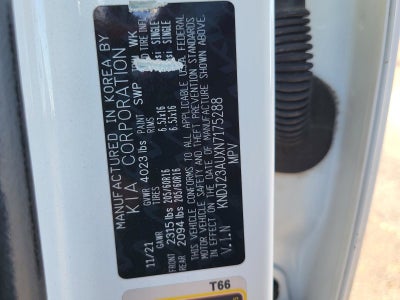 MANUFACTURED IN KOREA BY
KIA CORPORATION
11/21 GVWR 4023 lbs PAINT SWP WK
RIMS
FRONT 2315 lbs 205/60R16 6.5Jx16 SINGLE
REAR 2094 lbs 205/60R16 6.5Jx16 SINGLE
THIS VEHICLE CONFORMS TO ALL APPLICABLE U.S.A. FEDERAL
MOTOR VEHICLE SAFETY AND THEFT PREVENTION STANDARDS
IN EFFECT ON THE DATE OF MANUFACTURE SHOWN ABOVE.
V.I.N KNDJ23AUXN7175288
MPV
T66